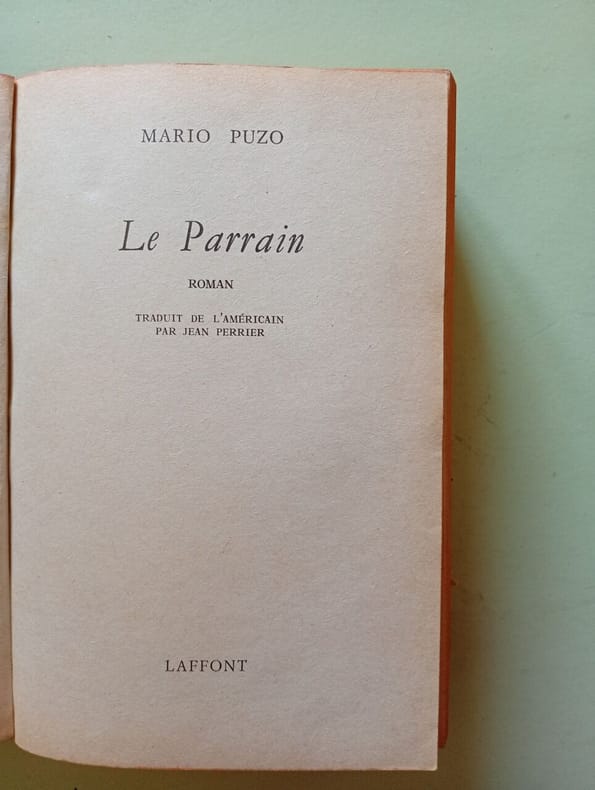 MARIO PUZO
Le Parrain
ROMAN
TRADUIT DE L'AMÉRICAIN
PAR JEAN PERRIER
LAFFONT